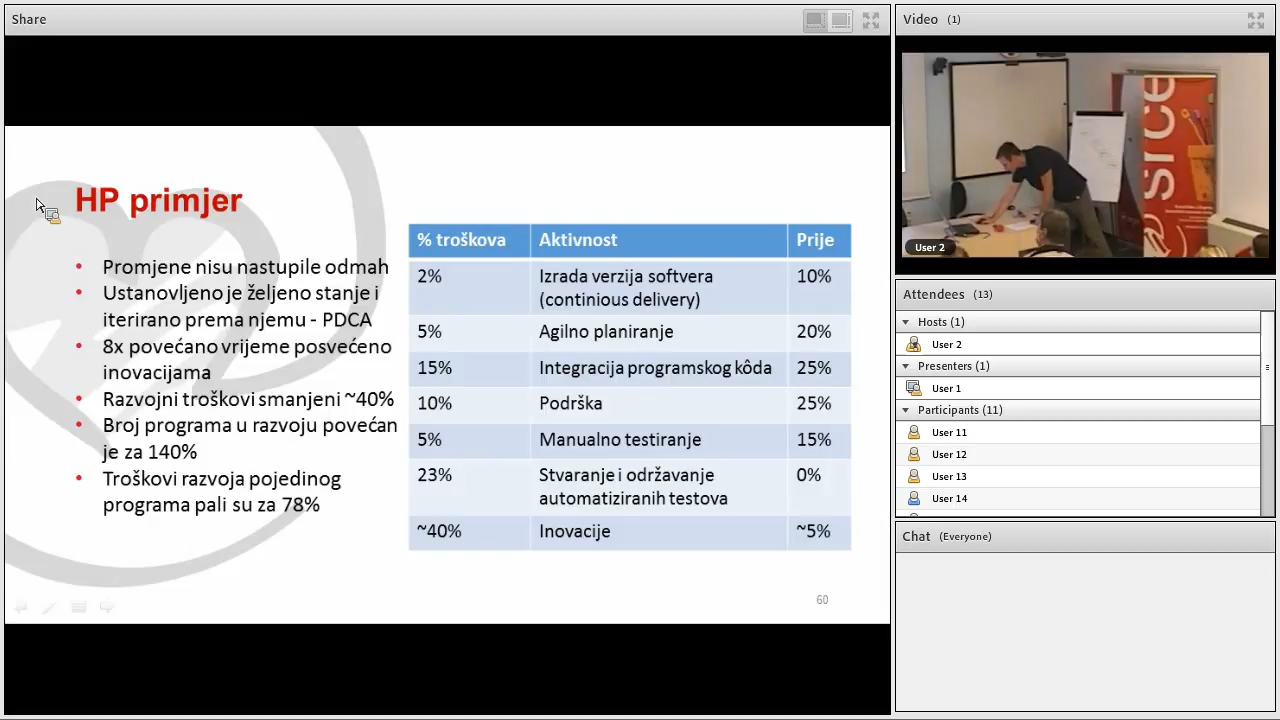 Share
HP primjer
• Promjene nisu nastupile odmah
• Ustanovljeno je željeno stanje i
iterirano prema njemu - PDCA
• 8x povećano vrijeme posvećeno
inovacijama
• Razvojni troškovi smanjeni ~40%
• Broj programa u razvoju povećan
je za 140%
• Troškovi razvoja pojedinog
programa pali su za 78%
% troškova Aktivnost Prije
2% Izrada verzija softvera 10%
(continious delivery)
5% Agilno planiranje 20%
15% Integracija programskog kôda 25%
10% Podrška 25%
5% Manualno testiranje 15%
23% Stvaranje i održavanje 0%
automatiziranih testova
~40% Inovacije ~5%
60
Video (1)
srce
User 2
Attendees (13)
Hosts (1)
User 2
Presenters (1)
User 1
Participants (11)
User 11
User 12
User 13
User 14
Chat (Everyone)